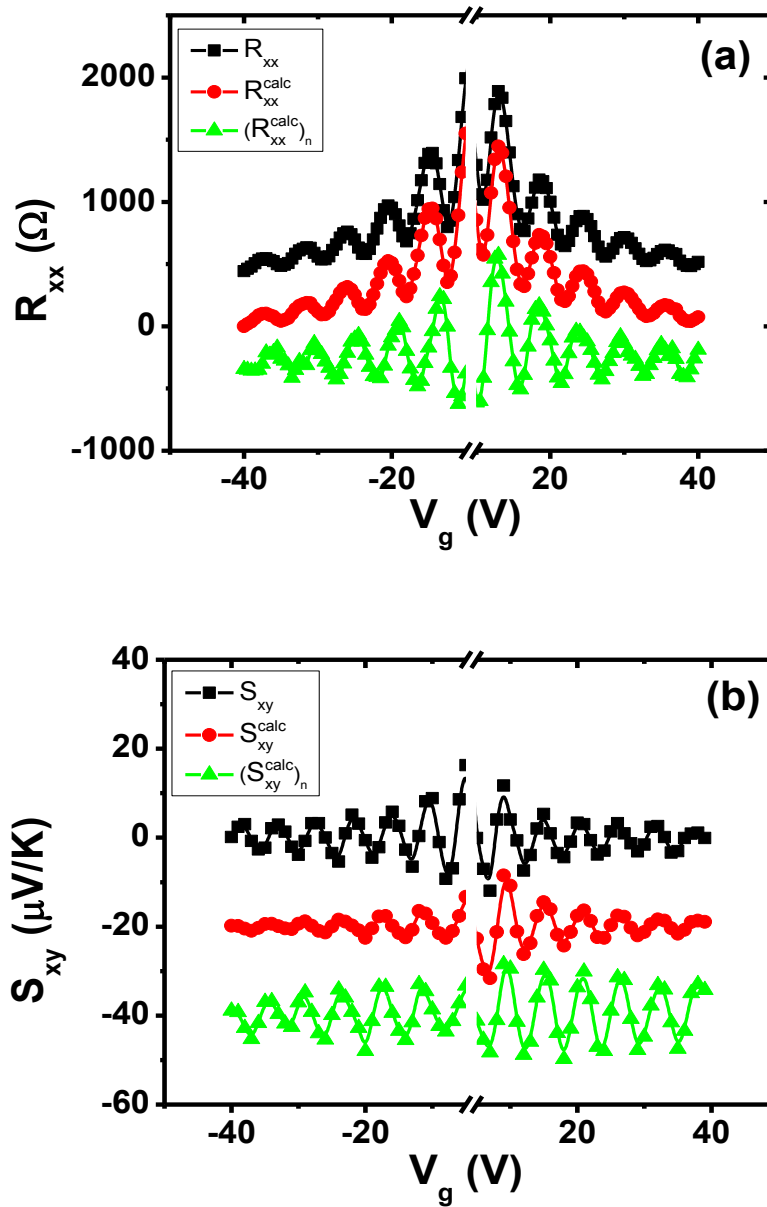 (a)
R_xx
R_xx^calc
(R_xx^calc)_n
2000
1000
0
-1000
R_xx (Ω)
-40 -20 20 40
V_g (V)
(b)
S_xy
S_xy^calc
(S_xy^calc)_n
40
20
0
-20
-40
-60
S_xy (μV/K)
-40 -20 20 40
V_g (V)